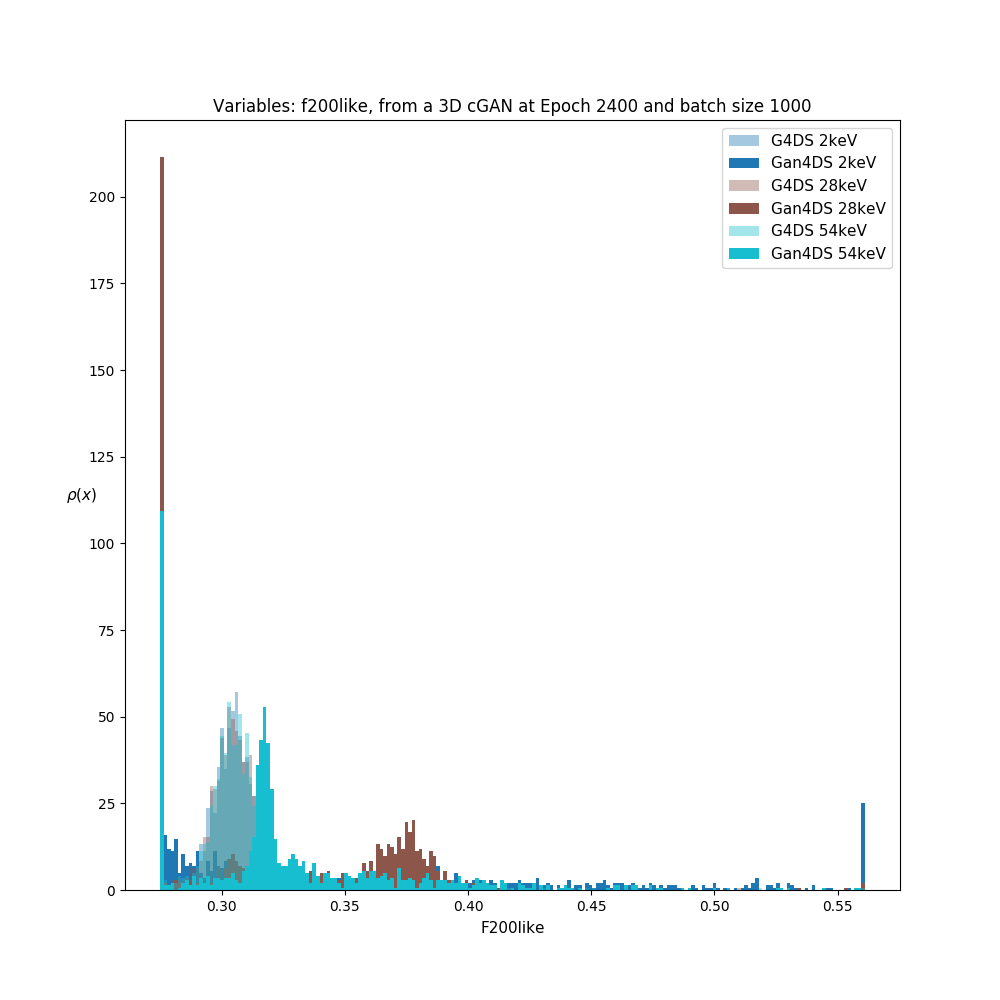 Variables: f200like, from a 3D cGAN at Epoch 2400 and batch size 1000
G4DS 2keV
Gan4DS 2keV
G4DS 28keV
Gan4DS 28keV
G4DS 54keV
Gan4DS 54keV
200
175
150
125
ρ(x)
100
75
50
25
0
0.30 0.35 0.40 0.45 0.50 0.55
F200like